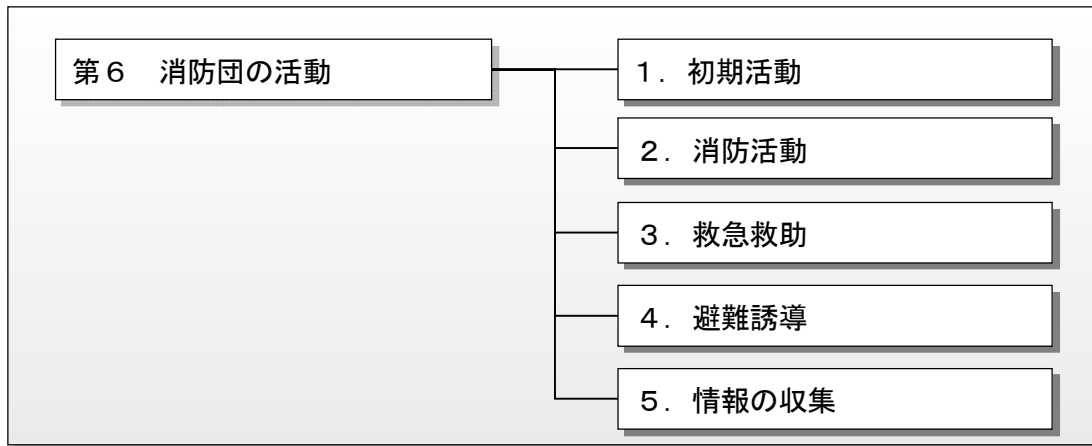 第６　消防団の活動
１．初期活動
２．消防活動
３．救急救助
４．避難誘導
５．情報の収集